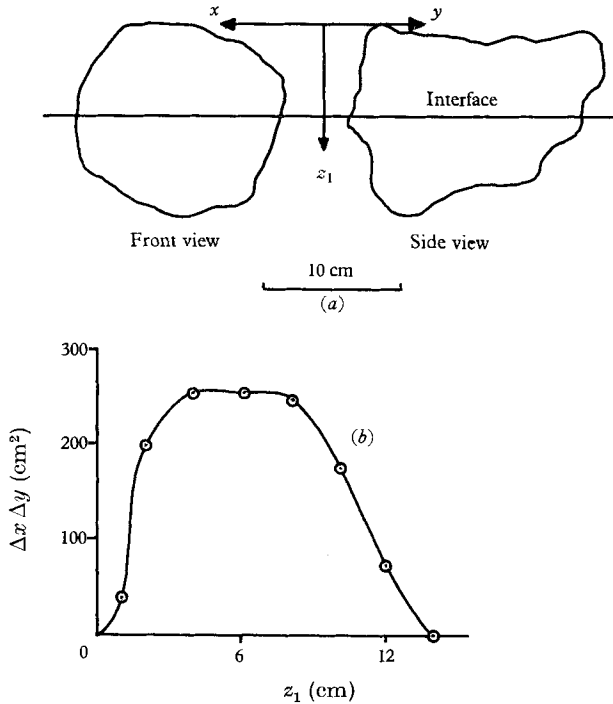 x y
Interface
z₁
Front view Side view
10 cm
(a)
300
(b)
200
Δx Δy (cm²)
100
0 6 12
z₁ (cm)